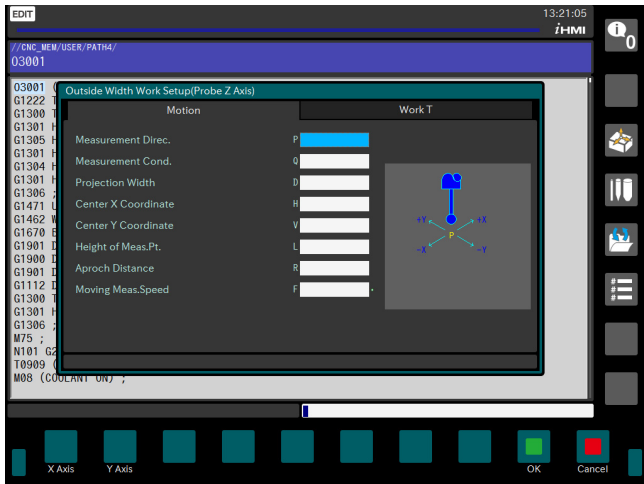 EDIT
13:21:05
iHMI
//CNC_MEM/USER/PATH4/
O3001
i 0
O3001 (
G1222 T
G1300 T
G1301 H
G1305 H
G1301 H
G1304 H
G1301 H
G1306 ;
G1471 U
G1462 W
G1670 B
G1901 D
G1900 D
G1901 D
G1112 I
G1300 T
G1301 H
G1306 ;
M75 ;
N101 G2
T0909 (
M08 (COOLANT ON) ;
Outside Width Work Setup(Probe Z Axis)
Motion
Work T
Measurement Direc. P
Measurement Cond. Q
Projection Width D
Center X Coordinate H
Center Y Coordinate V
Height of Meas.Pt. L
Aproch Distance R
Moving Meas.Speed F .
+Y +X
P
-X -Y
X Axis
Y Axis
OK
Cancel